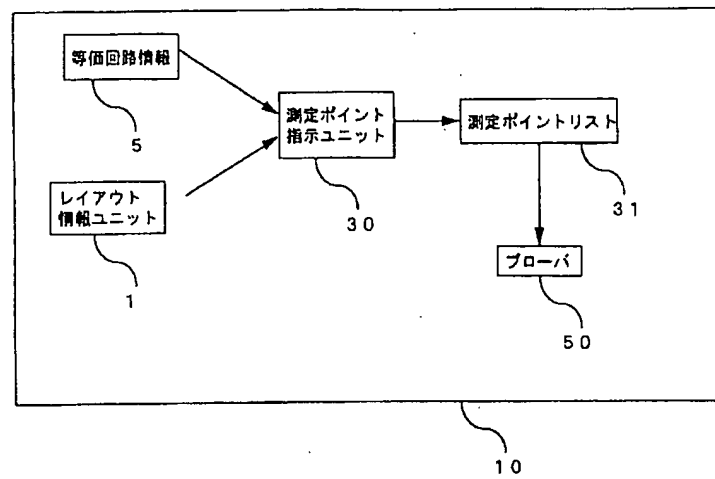 等価回路情報
5
測定ポイント
指示ユニット
30
測定ポイントリスト
31
レイアウト
情報ユニット
1
プローバ
50
10